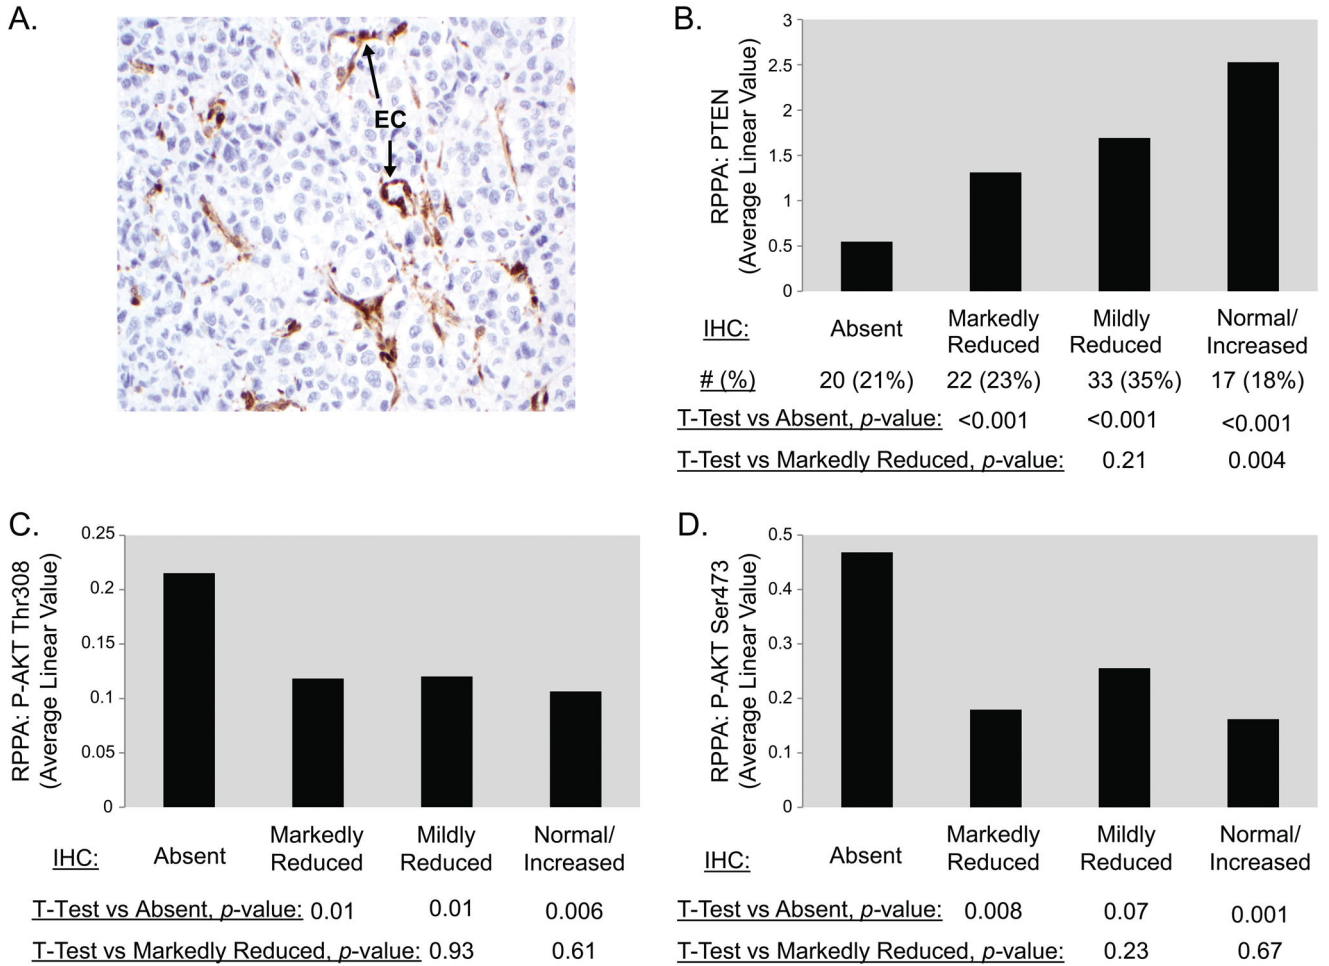 A.
EC
B.
RPPA: PTEN
(Average Linear Value)
3
2.5
2
1.5
1
0.5
0
IHC: Absent Markedly Reduced Mildly Reduced Normal/ Increased
# (%) 20 (21%) 22 (23%) 33 (35%) 17 (18%)
T-Test vs Absent, p-value: <0.001 <0.001 <0.001
T-Test vs Markedly Reduced, p-value: 0.21 0.004
C.
RPPA: P-AKT Thr308
(Average Linear Value)
0.25
0.2
0.15
0.1
0.05
0
IHC: Absent Markedly Reduced Mildly Reduced Normal/ Increased
T-Test vs Absent, p-value: 0.01 0.01 0.006
T-Test vs Markedly Reduced, p-value: 0.93 0.61
D.
RPPA: P-AKT Ser473
(Average Linear Value)
0.5
0.4
0.3
0.2
0.1
0
IHC: Absent Markedly Reduced Mildly Reduced Normal/ Increased
T-Test vs Absent, p-value: 0.008 0.07 0.001
T-Test vs Markedly Reduced, p-value: 0.23 0.67